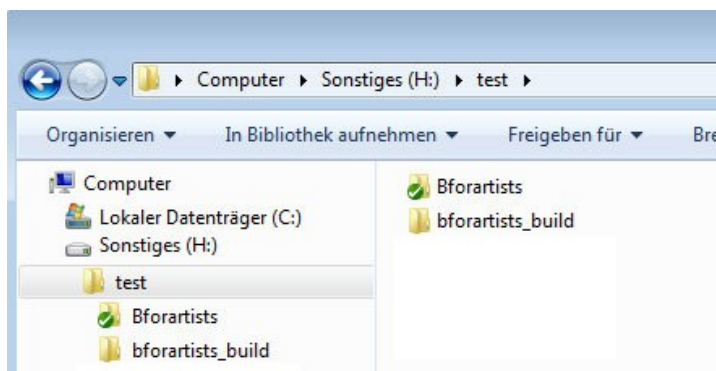 Computer Sonstiges (H:) test
Organisieren In Bibliothek aufnehmen Freigeben für
Computer
Lokaler Datenträger (C:)
Sonstiges (H:)
test
Bforartists
bforartists_build
Bforartists
bforartists_build